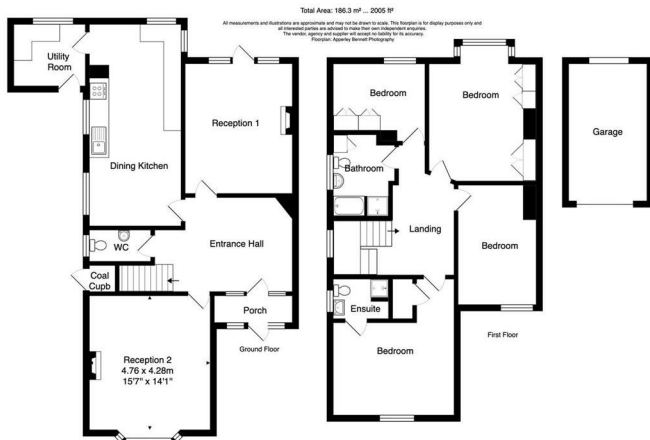 Total Area: 186.3 m² ... 2005 ft²
All measurements and illustrations are approximate and may not be drawn to scale. This floorplan is for display purposes only and
all interested parties are advised to make their own independent enquiries.
The vendor, agency and supplier will accept no liability for its accuracy.
Floorplan: Apperley Bennett Photography
Utility
Room
Reception 1
Dining Kitchen
Entrance Hall
WC
Coal
Cupb
Porch
Ground Floor
Reception 2
4.76 x 4.28m
15'7" x 14'1"
Bedroom
Bedroom
Bathroom
Landing
Bedroom
Ensuite
Bedroom
First Floor
Garage